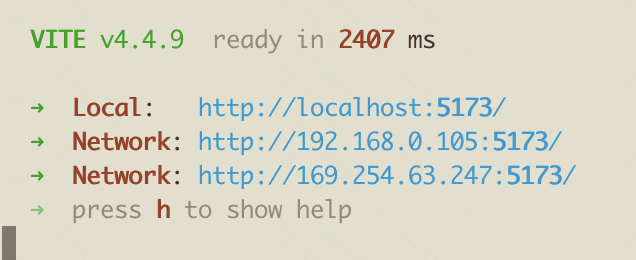 VITE v4.4.9  ready in 2407 ms
➜  Local:   http://localhost:5173/
➜  Network: http://192.168.0.105:5173/
➜  Network: http://169.254.63.247:5173/
➜  press h to show help